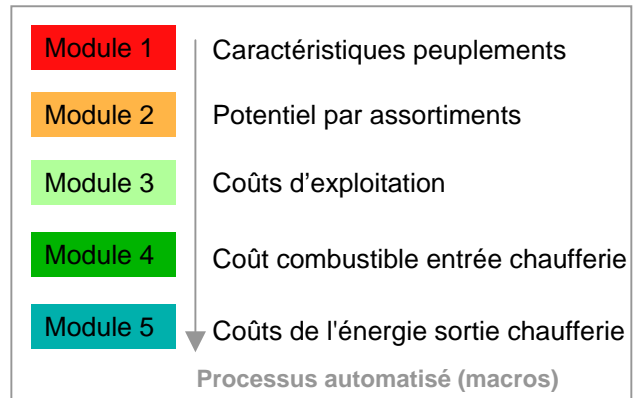 Module 1 Caractéristiques peuplements
Module 2 Potentiel par assortiments
Module 3 Coûts d’exploitation
Module 4 Coût combustible entrée chaufferie
Module 5 Coûts de l'énergie sortie chaufferie
Processus automatisé (macros)